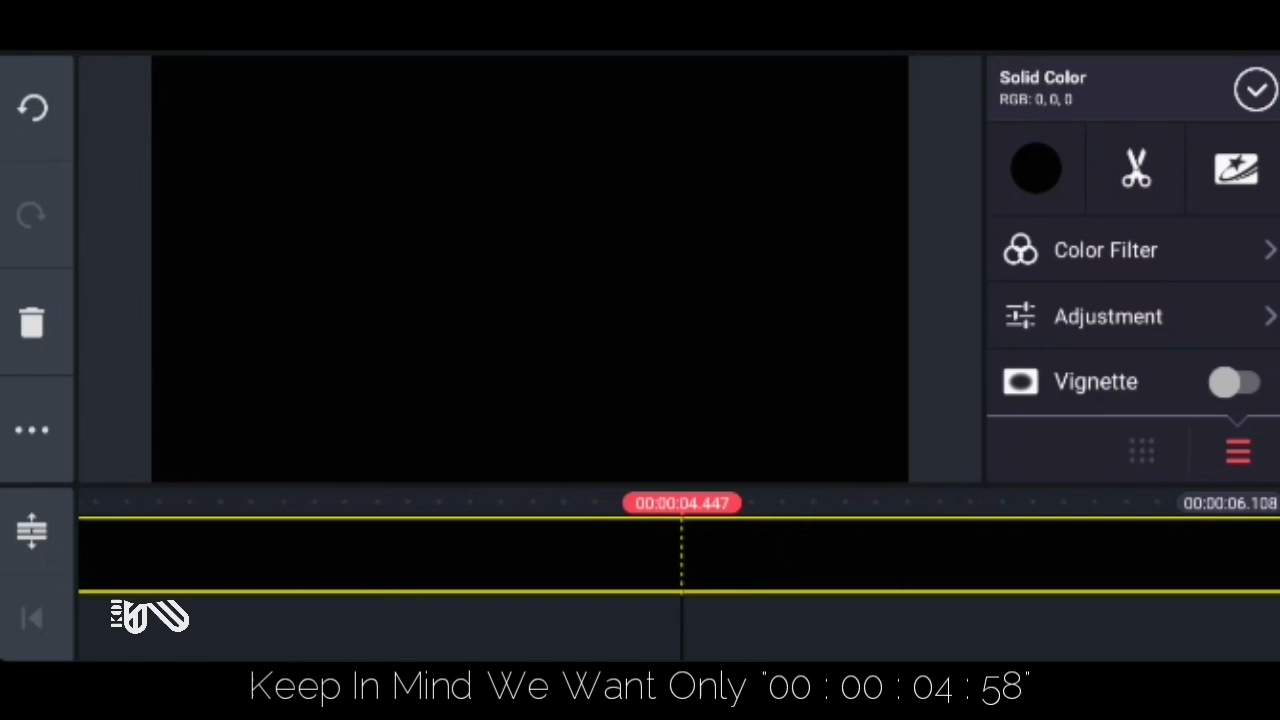 Solid Color
RGB: 0, 0, 0
Color Filter
Adjustment
Vignette
00:00:04.447
00:00:06.108
Keep In Mind We Want Only "00 : 00 : 04 : 58"